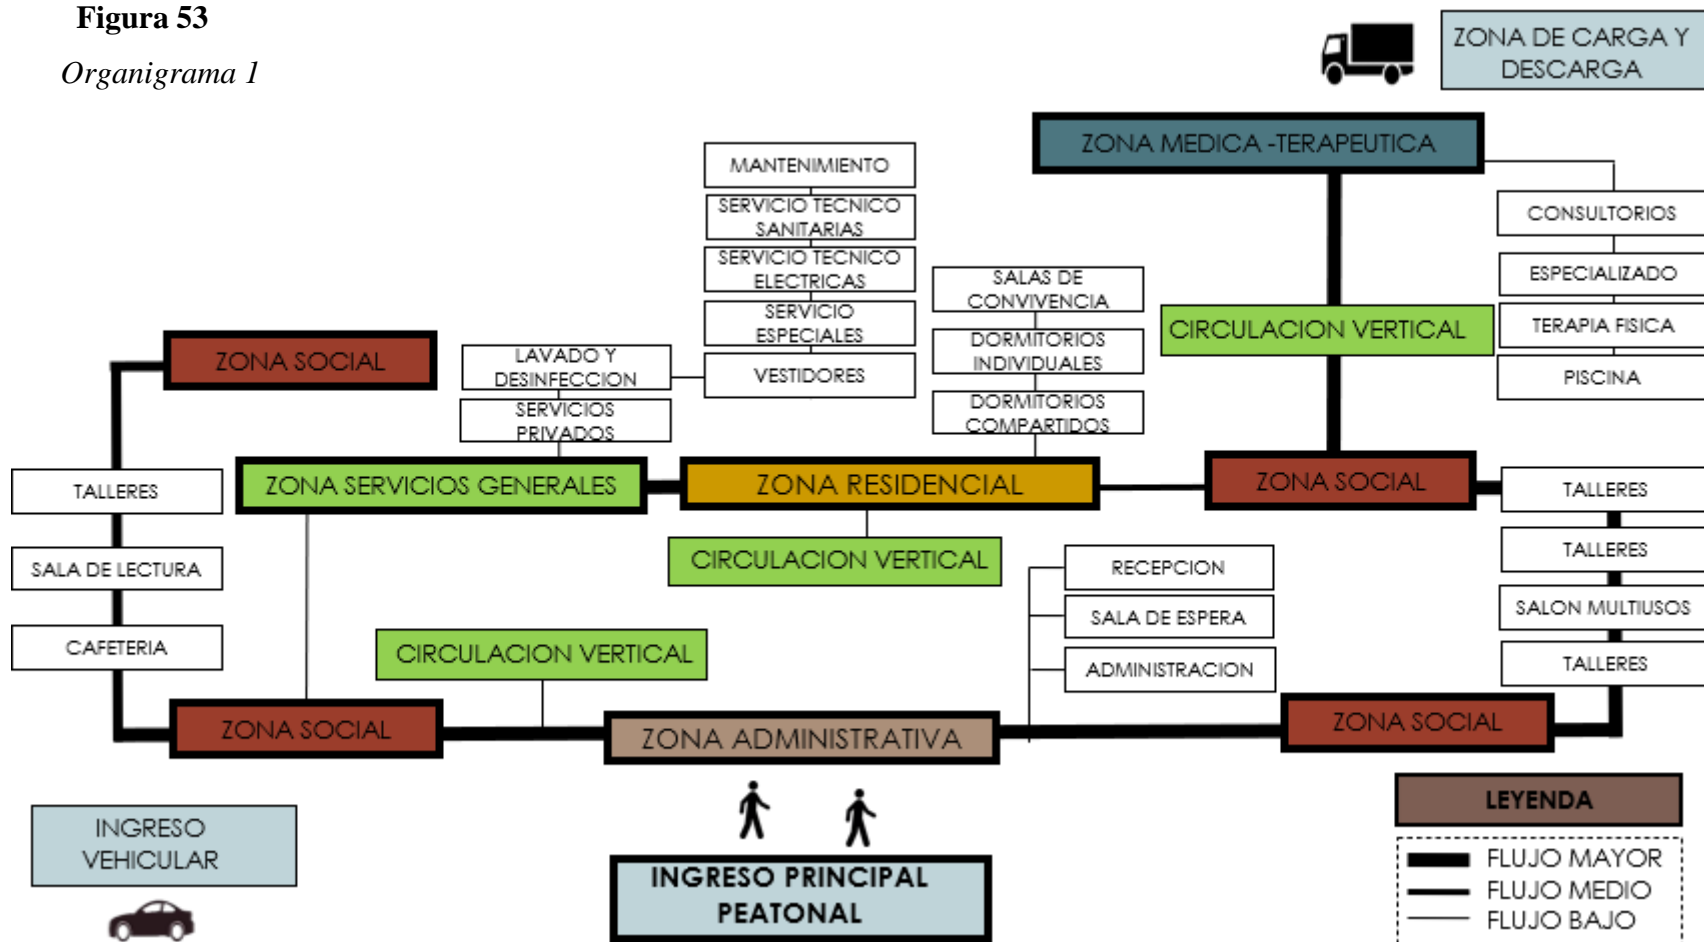 Figura 53
Organigrama 1
ZONA DE CARGA Y
DESCARGA
ZONA MEDICA -TERAPEUTICA
MANTENIMIENTO
SERVICIO TECNICO
SANITARIAS
SERVICIO TECNICO
ELECTRICAS
SERVICIO
ESPECIALES
VESTIDORES
LAVADO Y
DESINFECCION
SERVICIOS
PRIVADOS
SALAS DE
CONVIVENCIA
DORMITORIOS
INDIVIDUALES
DORMITORIOS
COMPARTIDOS
CONSULTORIOS
ESPECIALIZADO
TERAPIA FISICA
PISCINA
CIRCULACION VERTICAL
ZONA SOCIAL
ZONA SERVICIOS GENERALES
ZONA RESIDENCIAL
ZONA SOCIAL
TALLERES
SALA DE LECTURA
CAFETERIA
CIRCULACION VERTICAL
CIRCULACION VERTICAL
RECEPCION
SALA DE ESPERA
ADMINISTRACION
TALLERES
TALLERES
SALON MULTIUSOS
TALLERES
ZONA SOCIAL
ZONA ADMINISTRATIVA
ZONA SOCIAL
INGRESO
VEHICULAR
INGRESO PRINCIPAL
PEATONAL
LEYENDA
FLUJO MAYOR
FLUJO MEDIO
FLUJO BAJO